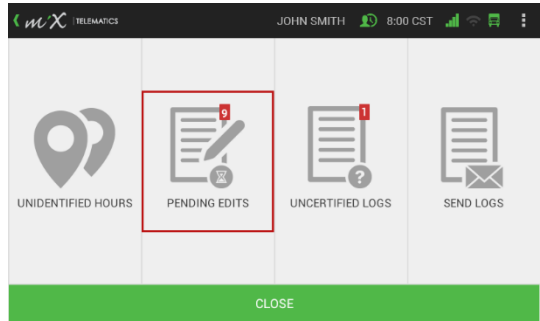 mix | TELEMATICS JOHN SMITH 8:00 CST
9 1
?
UNIDENTIFIED HOURS PENDING EDITS UNCERTIFIED LOGS SEND LOGS
CLOSE